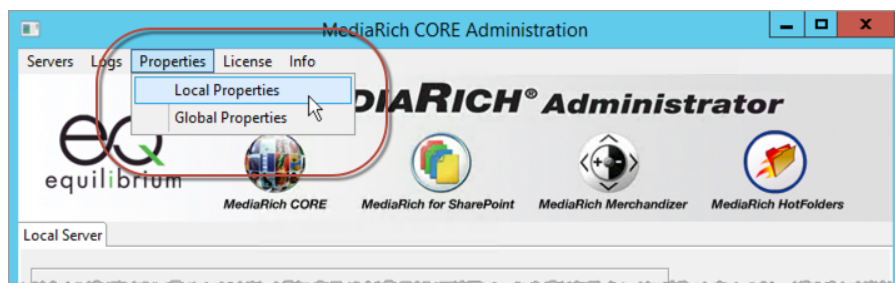 MediaRich CORE Administration
Servers Logs Properties License Info
Local Properties
Global Properties
DIARICH® Administrator
eq
equilibrium
MediaRich CORE MediaRich for SharePoint MediaRich Merchandizer MediaRich HotFolders
Local Server